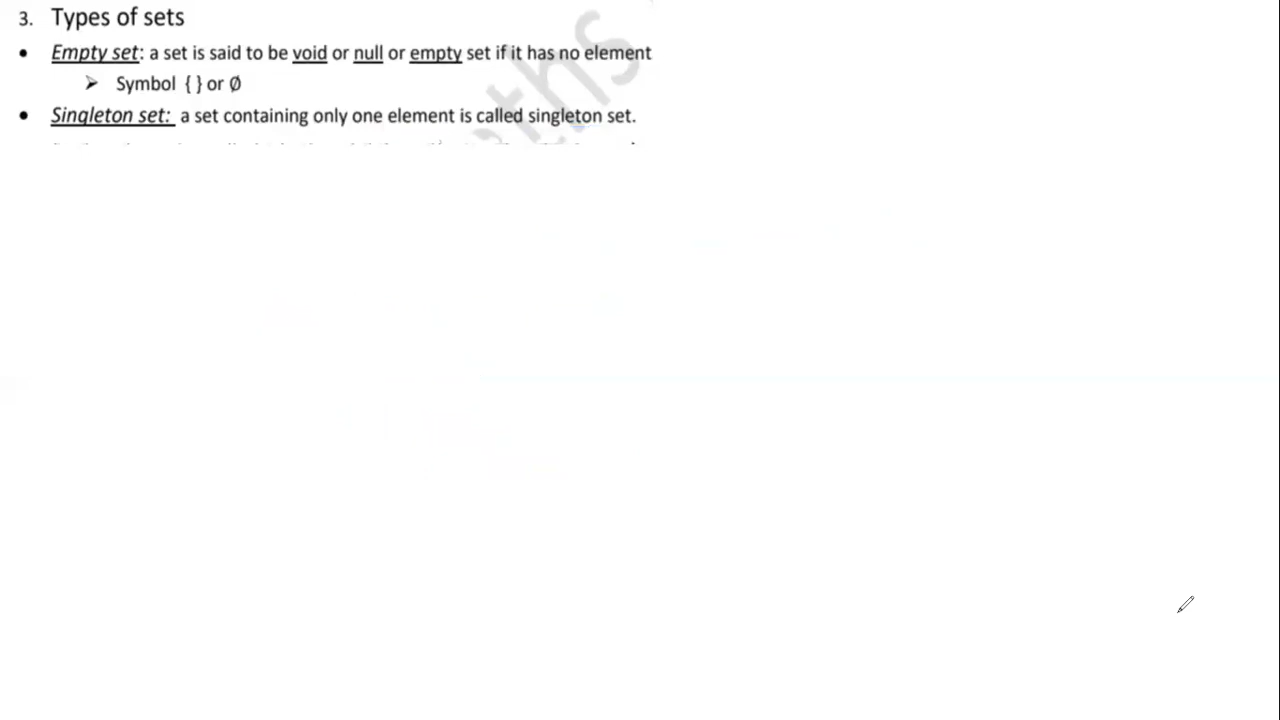 3. Types of sets
• Empty set: a set is said to be void or null or empty set if it has no element
➢ Symbol { } or ∅
• Singleton set: a set containing only one element is called singleton set.